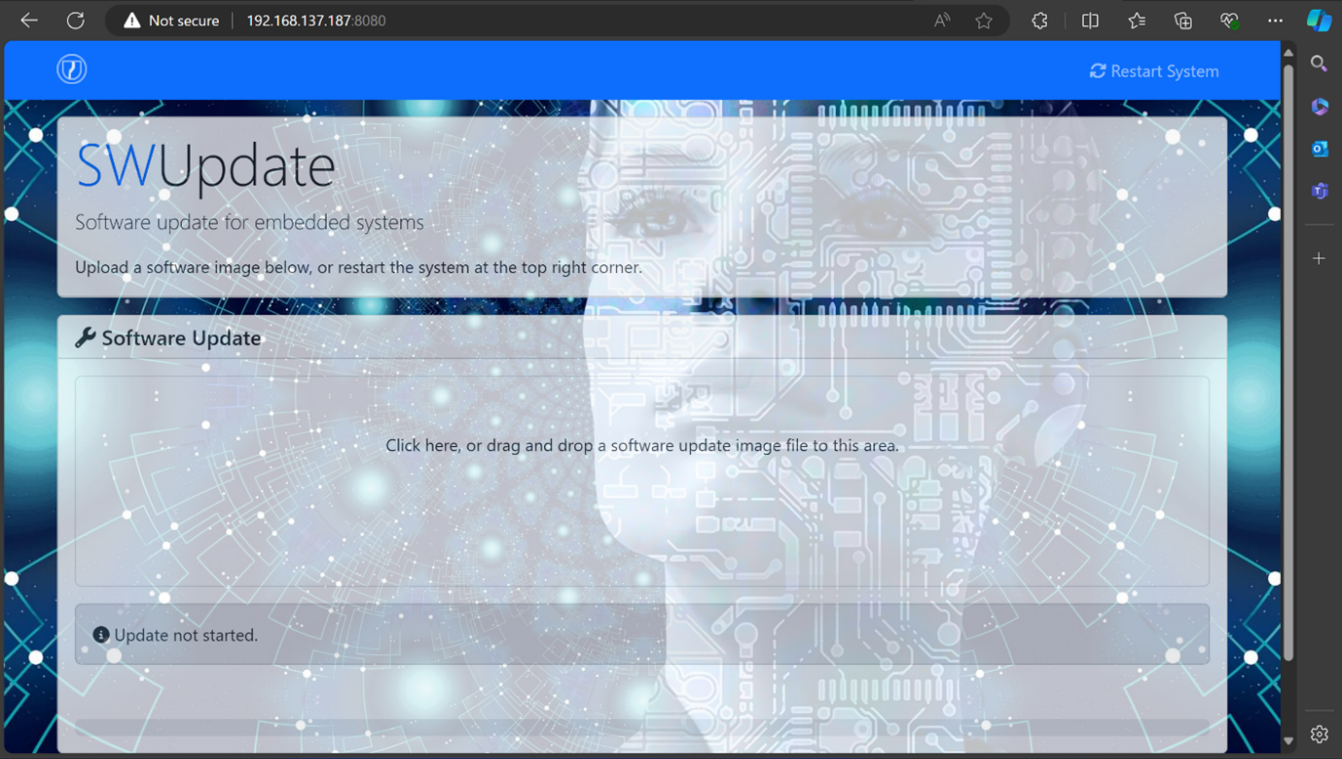 Not secure
192.168.137.187:8080
Restart System
SWUpdate
Software update for embedded systems
Upload a software image below, or restart the system at the top right corner.
Software Update
Click here, or drag and drop a software update image file to this area.
Update not started.